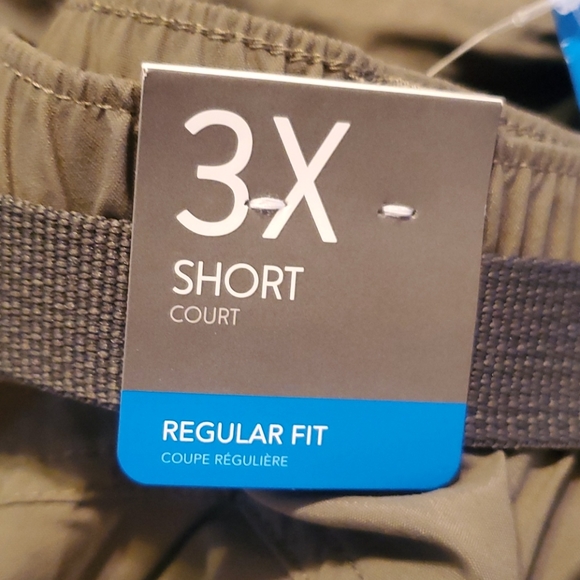 3X
SHORT
COURT
REGULAR FIT
COUPE RÉGULIÈRE